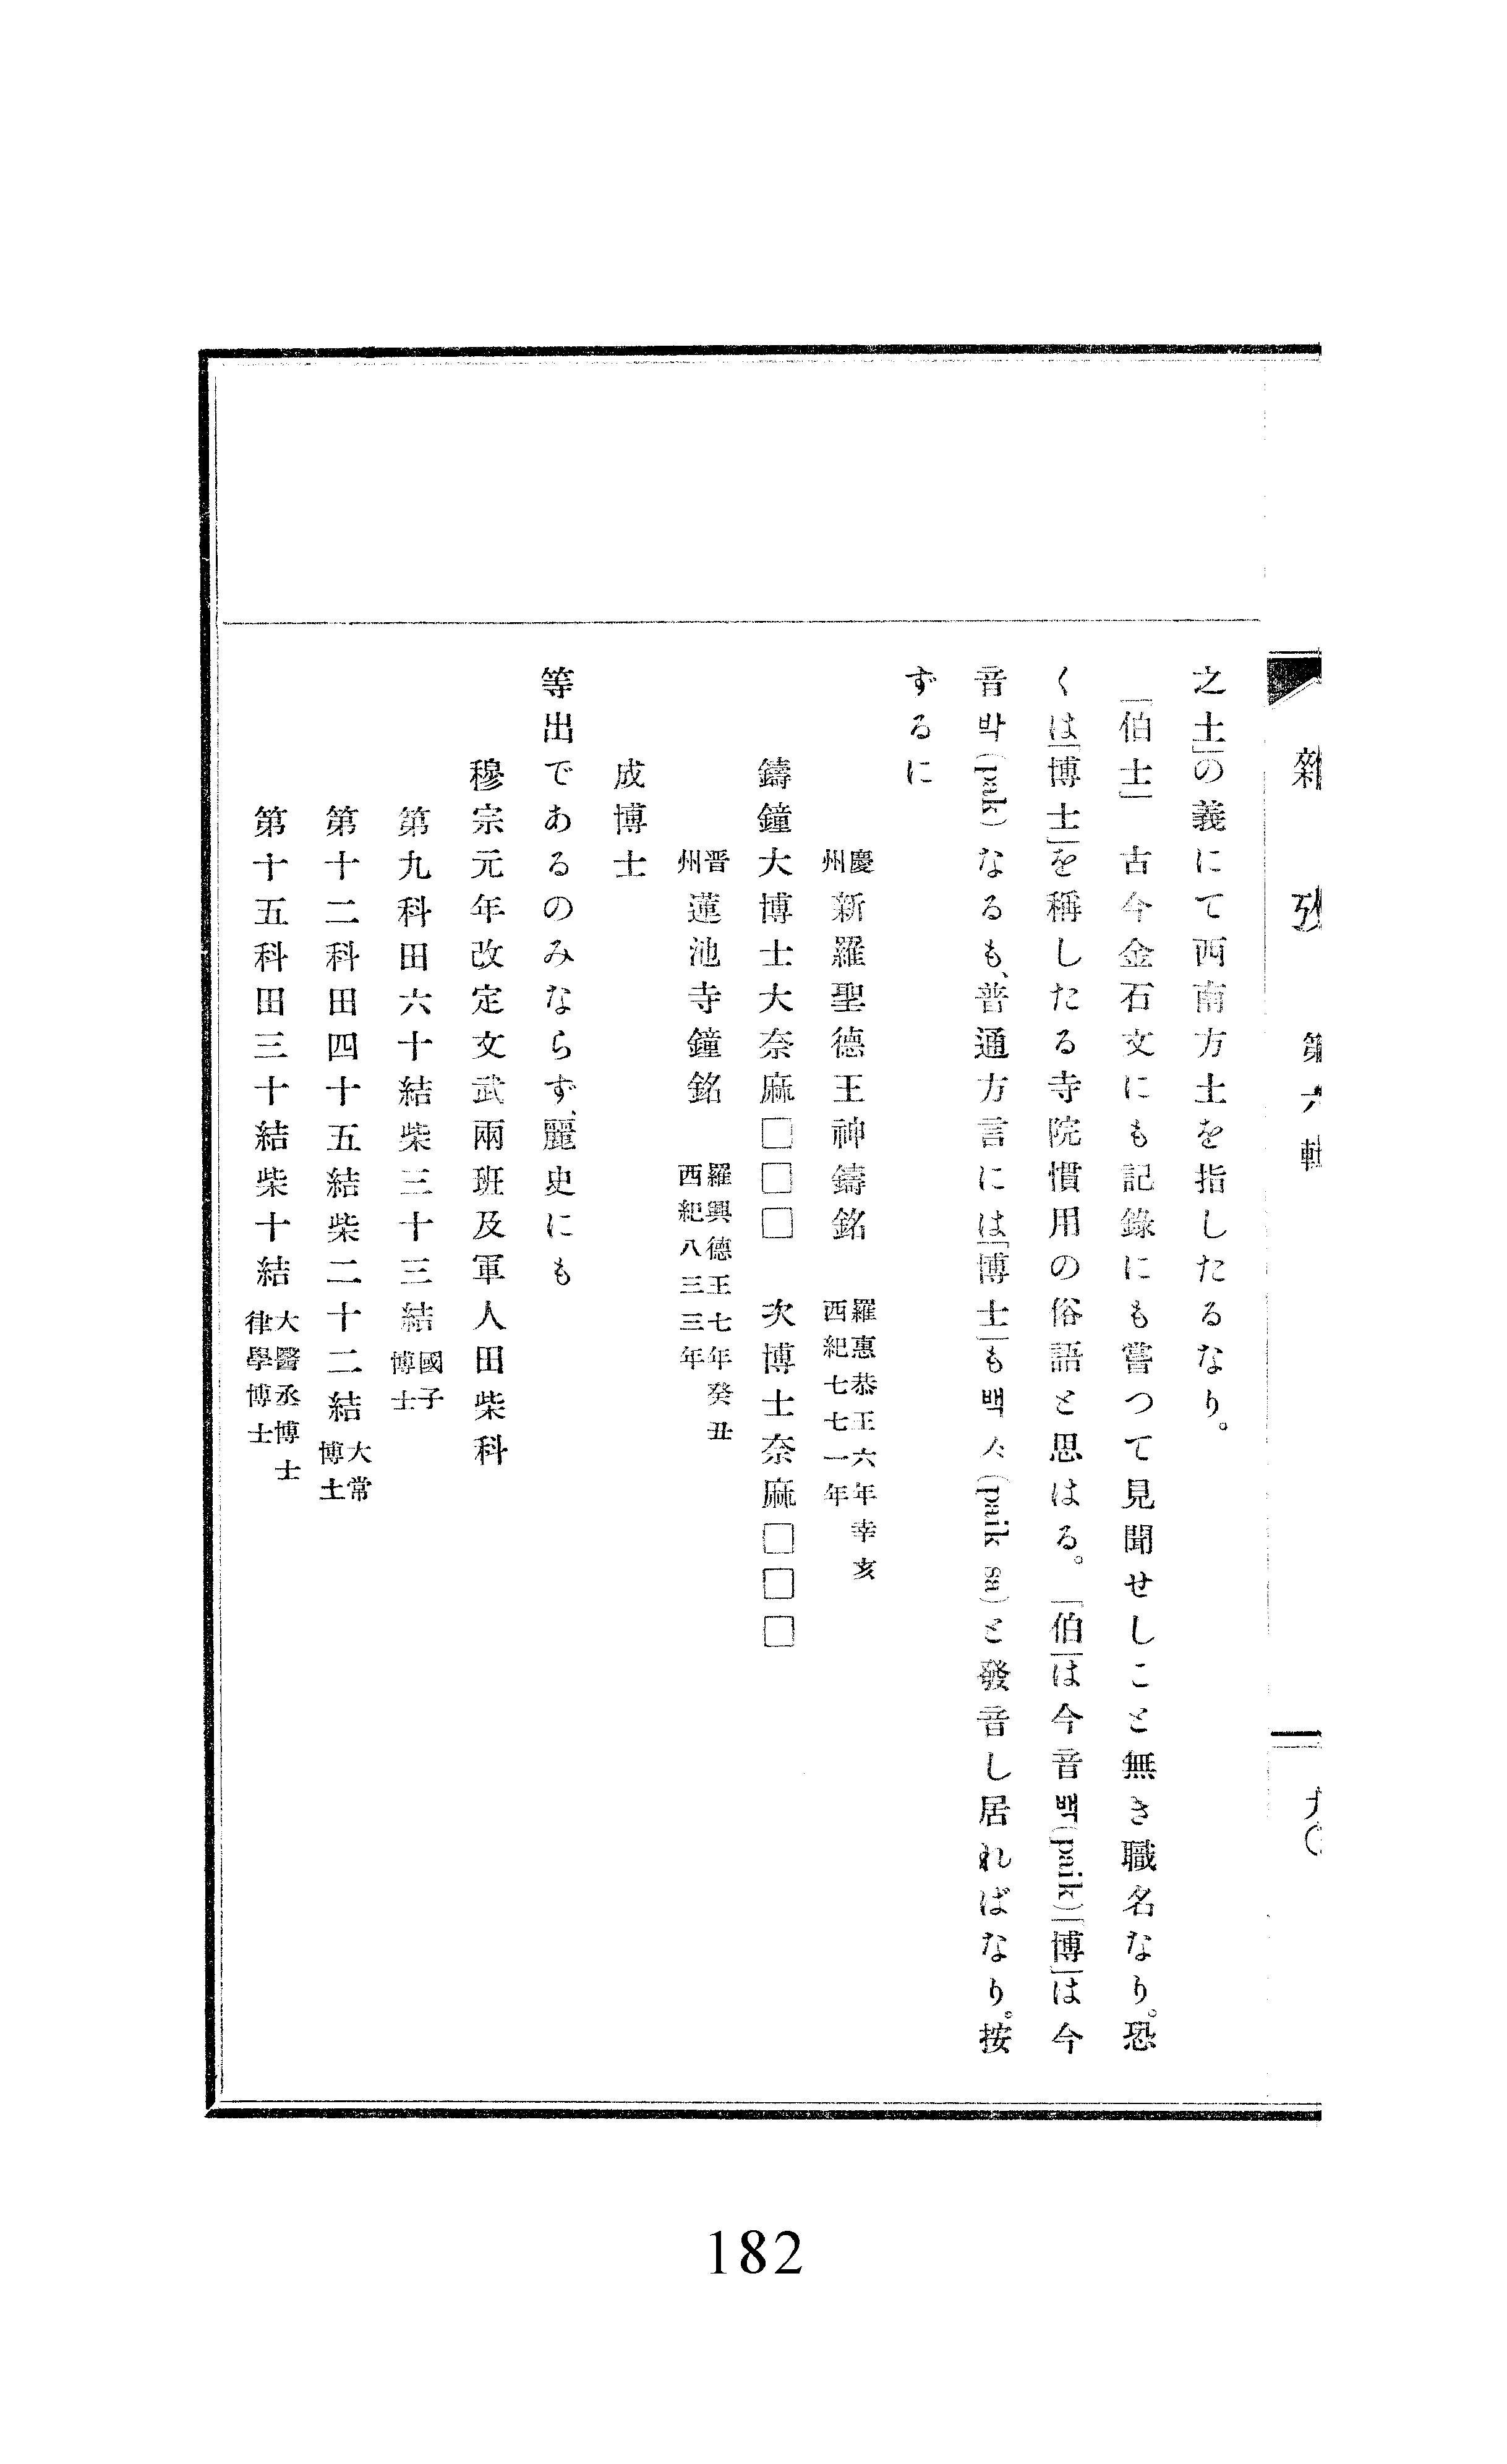 雜攷 第六輯 九〇
之土」の義にて西南方土を指したるなり。
「伯士」 古今金石文にも記錄にも嘗つて見聞せしこと無き職名なり。恐
くは「博士」を稱したる寺院慣用の俗語と思はる。「伯」は今音백(paik)「博」は今
音박(pak)なるも、普通方言には「博士」も백사(paik sa)と發音し居ればなり。按
ずるに
慶州 新羅聖德王神鐘銘 羅惠恭王六年辛亥 西紀七七一年
鑄鐘大博士大奈麻□□□ 次博士奈麻□□□
晋州 蓮池寺鐘銘 羅興德王七年癸丑 西紀八三三年
成博士
等出であるのみならず、麗史にも
穆宗元年改定文武兩班及軍人田柴科
第九科田六十結柴三十三結 國子博士
第十二科田四十五結柴二十二結 大常博士
第十五科田三十結柴十結 大醫丞博士 律學博士
182